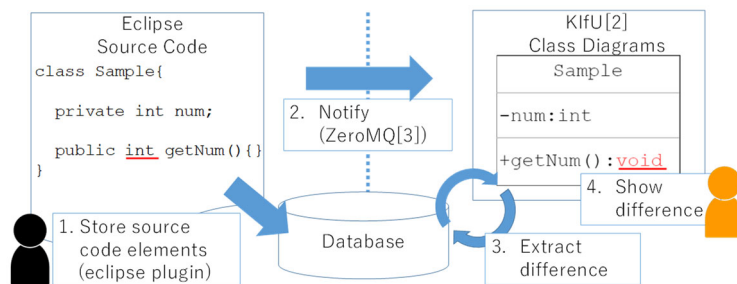 Eclipse
Source Code
class Sample{
private int num;
public int getNum(){}
}
2. Notify
(ZeroMQ[3])
KIfU[2]
Class Diagrams
Sample
-num:int
+getNum():void
1. Store source
code elements
(eclipse plugin)
Database
3. Extract
difference
4. Show
difference